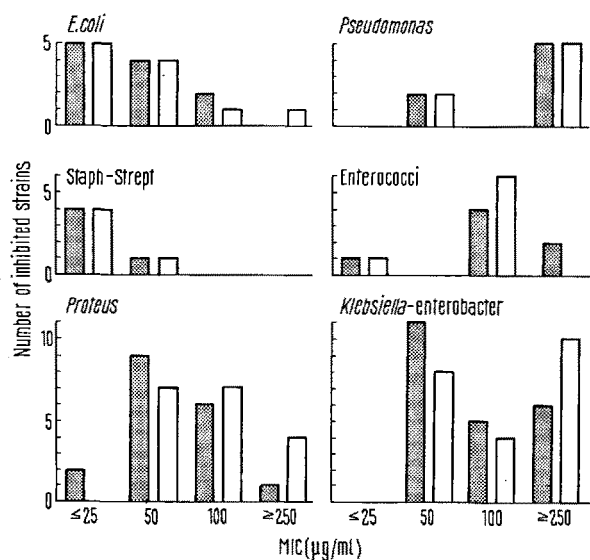 E.coli
Pseudomonas
5
0
Staph-Strept
Enterococci
5
0
Proteus
Klebsiella-enterobacter
10
5
0
≤25 50 100 ≥250
≤25 50 100 ≥250
Number of inhibited strains
MIC(µg/ml)